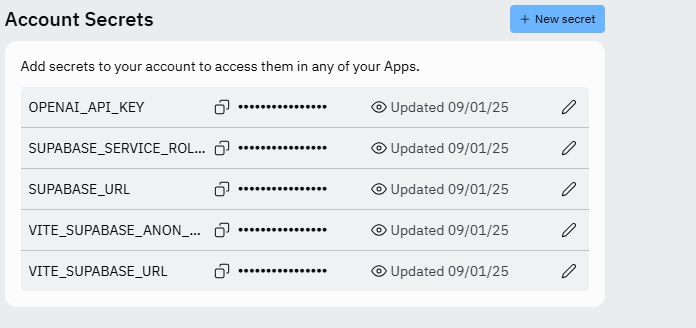 Account Secrets
+ New secret
Add secrets to your account to access them in any of your Apps.
OPENAI_API_KEY •••••••••••••••• Updated 09/01/25
SUPABASE_SERVICE_ROL... •••••••••••••••• Updated 09/01/25
SUPABASE_URL •••••••••••••••• Updated 09/01/25
VITE_SUPABASE_ANON_... •••••••••••••••• Updated 09/01/25
VITE_SUPABASE_URL •••••••••••••••• Updated 09/01/25